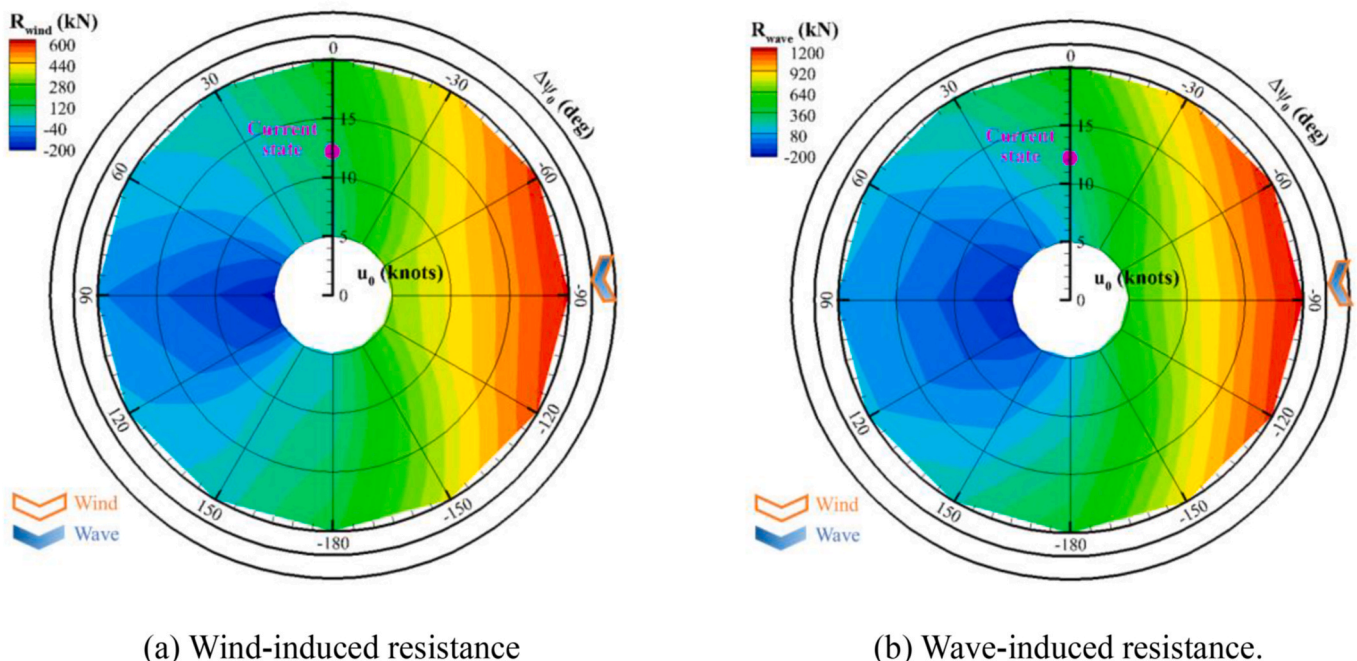 R_wind (kN)
600
440
280
120
-40
-200
0
30
-30
60
-60
90
-90
120
-120
150
-150
-180
Δψ₀ (deg)
Current
state
15
10
5
0
u₀ (knots)
Wind
Wave
(a) Wind-induced resistance
R_wave (kN)
1200
920
640
360
80
-200
0
30
-30
60
-60
90
-90
120
-120
150
-150
-180
Δψ₀ (deg)
Current
state
15
10
5
0
u₀ (knots)
Wind
Wave
(b) Wave-induced resistance.